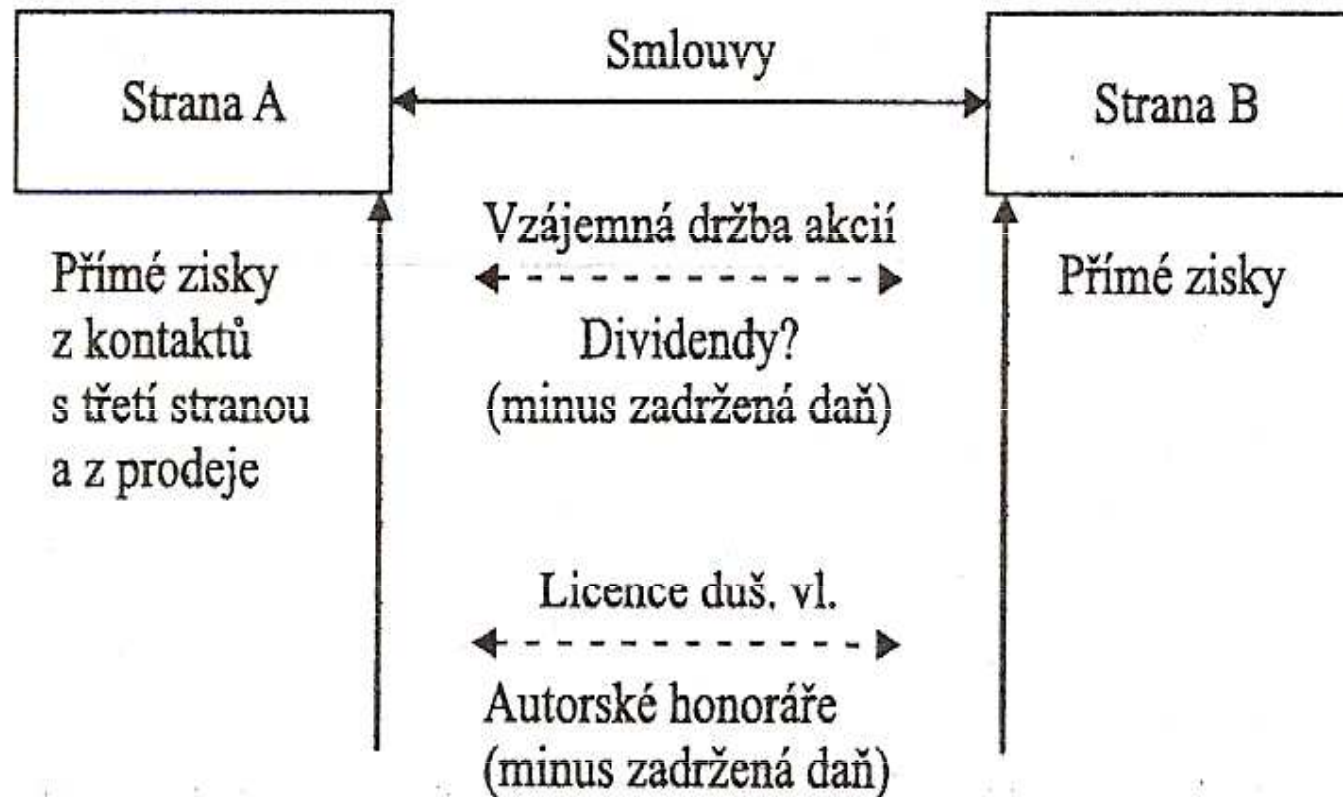 Smlouvy
Strana A
Strana B
Vzájemná držba akcií
Přímé zisky
z kontaktů
s třetí stranou
a z prodeje
Dividendy?
(minus zadržená daň)
Přímé zisky
Licence duš. vl.
Autorské honoráře
(minus zadržená daň)